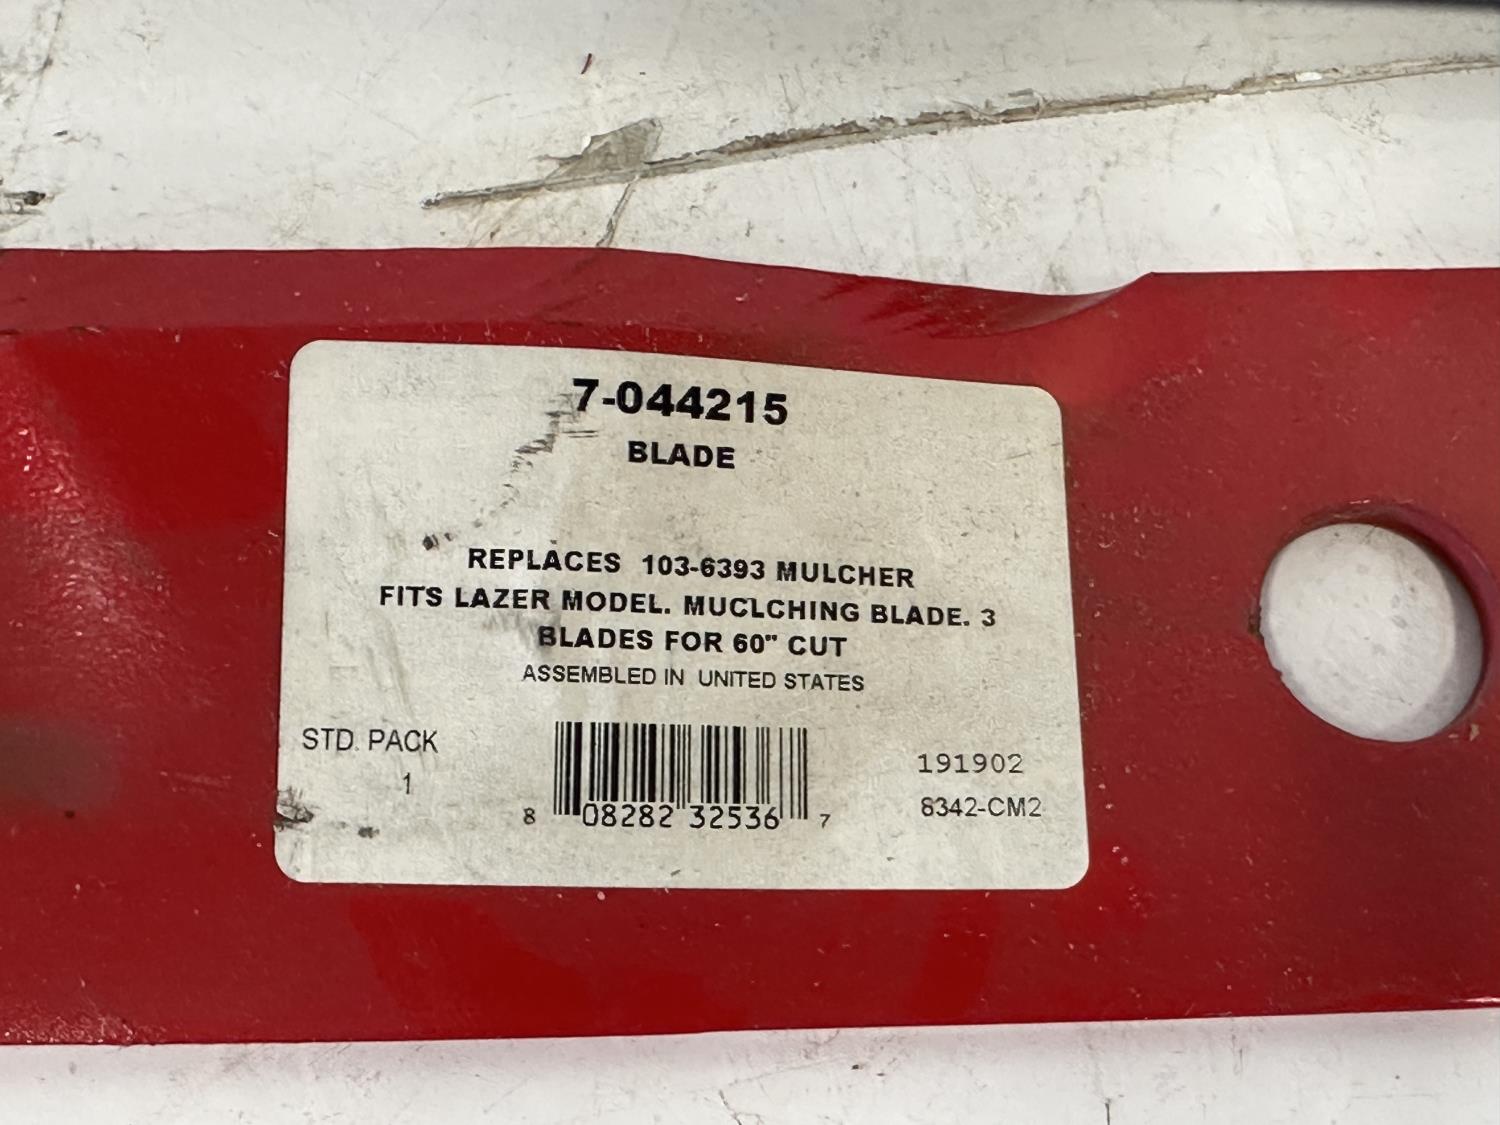 7-044215
BLADE
REPLACES 103-6393 MULCHER
FITS LAZER MODEL. MUCLCHING BLADE. 3
BLADES FOR 60" CUT
ASSEMBLED IN UNITED STATES
STD. PACK
1
8 08282 32536 7
191902
8342-CM2